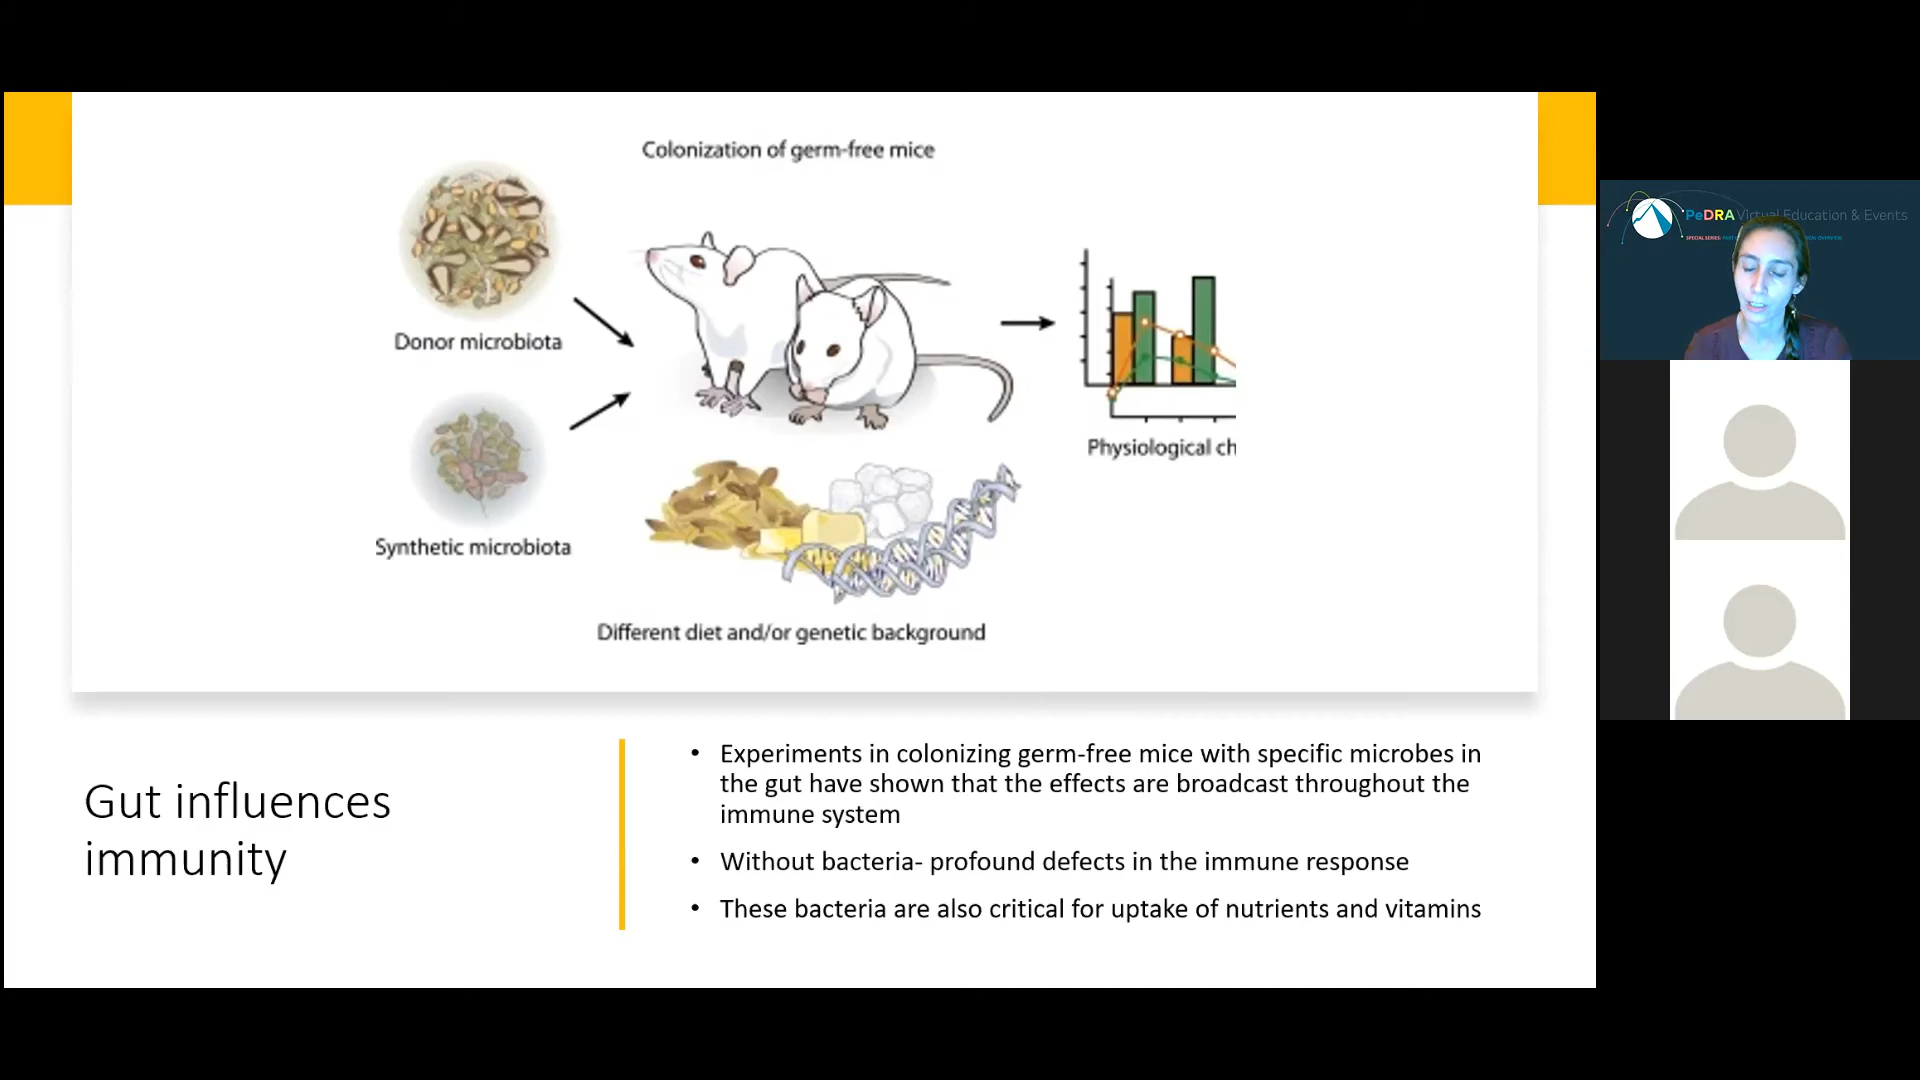 Colonization of germ-free mice
Donor microbiota
Synthetic microbiota
Physiological ch
Different diet and/or genetic background
Gut influences
immunity
• Experiments in colonizing germ-free mice with specific microbes in
the gut have shown that the effects are broadcast throughout the
immune system
• Without bacteria- profound defects in the immune response
• These bacteria are also critical for uptake of nutrients and vitamins
PeDRA Virtual Education & Events
SPECIAL SERIES: